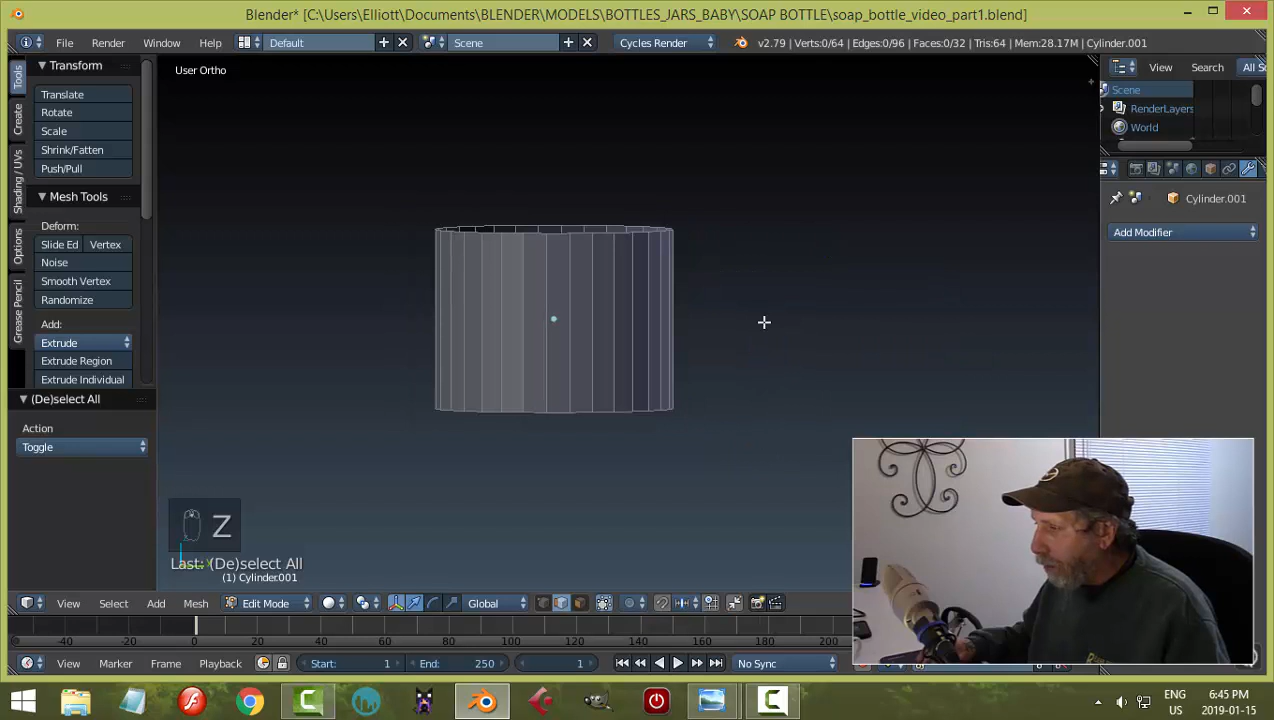 Blender* [C:\Users\Elliott\Documents\BLENDER\MODELS\BOTTLES_JARS_BABY\SOAP BOTTLE\soap_bottle_video_part1.blend]
File Render Window Help Default Scene Cycles Render v2.79 | Verts:0/64 | Edges:0/96 | Faces:0/32 | Tris:64 | Mem:28.17M | Cylinder.001
Tools
Create
Shading / UVs
Options
Grease Pencil
Transform
Translate
Rotate
Scale
Shrink/Fatten
Push/Pull
Mesh Tools
Deform:
Slide Ed Vertex
Noise
Smooth Vertex
Randomize
Add:
Extrude
Extrude Region
Extrude Individual
(De)select All
Action
Toggle
User Ortho
Z
Last: (De)select All
(1) Cylinder.001
View Search All Sc
Scene
RenderLayers
World
Cylinder.001
Add Modifier
View Select Add Mesh Edit Mode Global
-40 -20 0 20 40 60 80 100 120 140 160 180 200
View Marker Frame Playback Start: 1 End: 250 1 No Sync
ENG 6:45 PM
US 2019-01-15